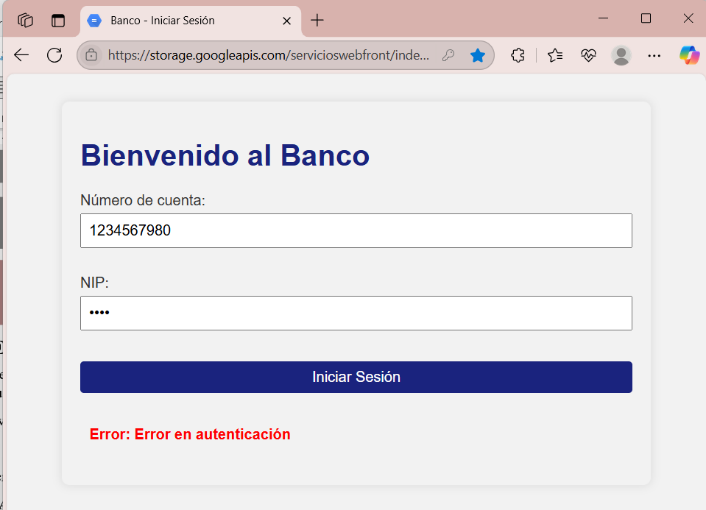 Banco - Iniciar Sesión
https://storage.googleapis.com/servicioswebfront/inde...
Bienvenido al Banco
Número de cuenta:
1234567980
NIP:
••••
Iniciar Sesión
Error: Error en autenticación